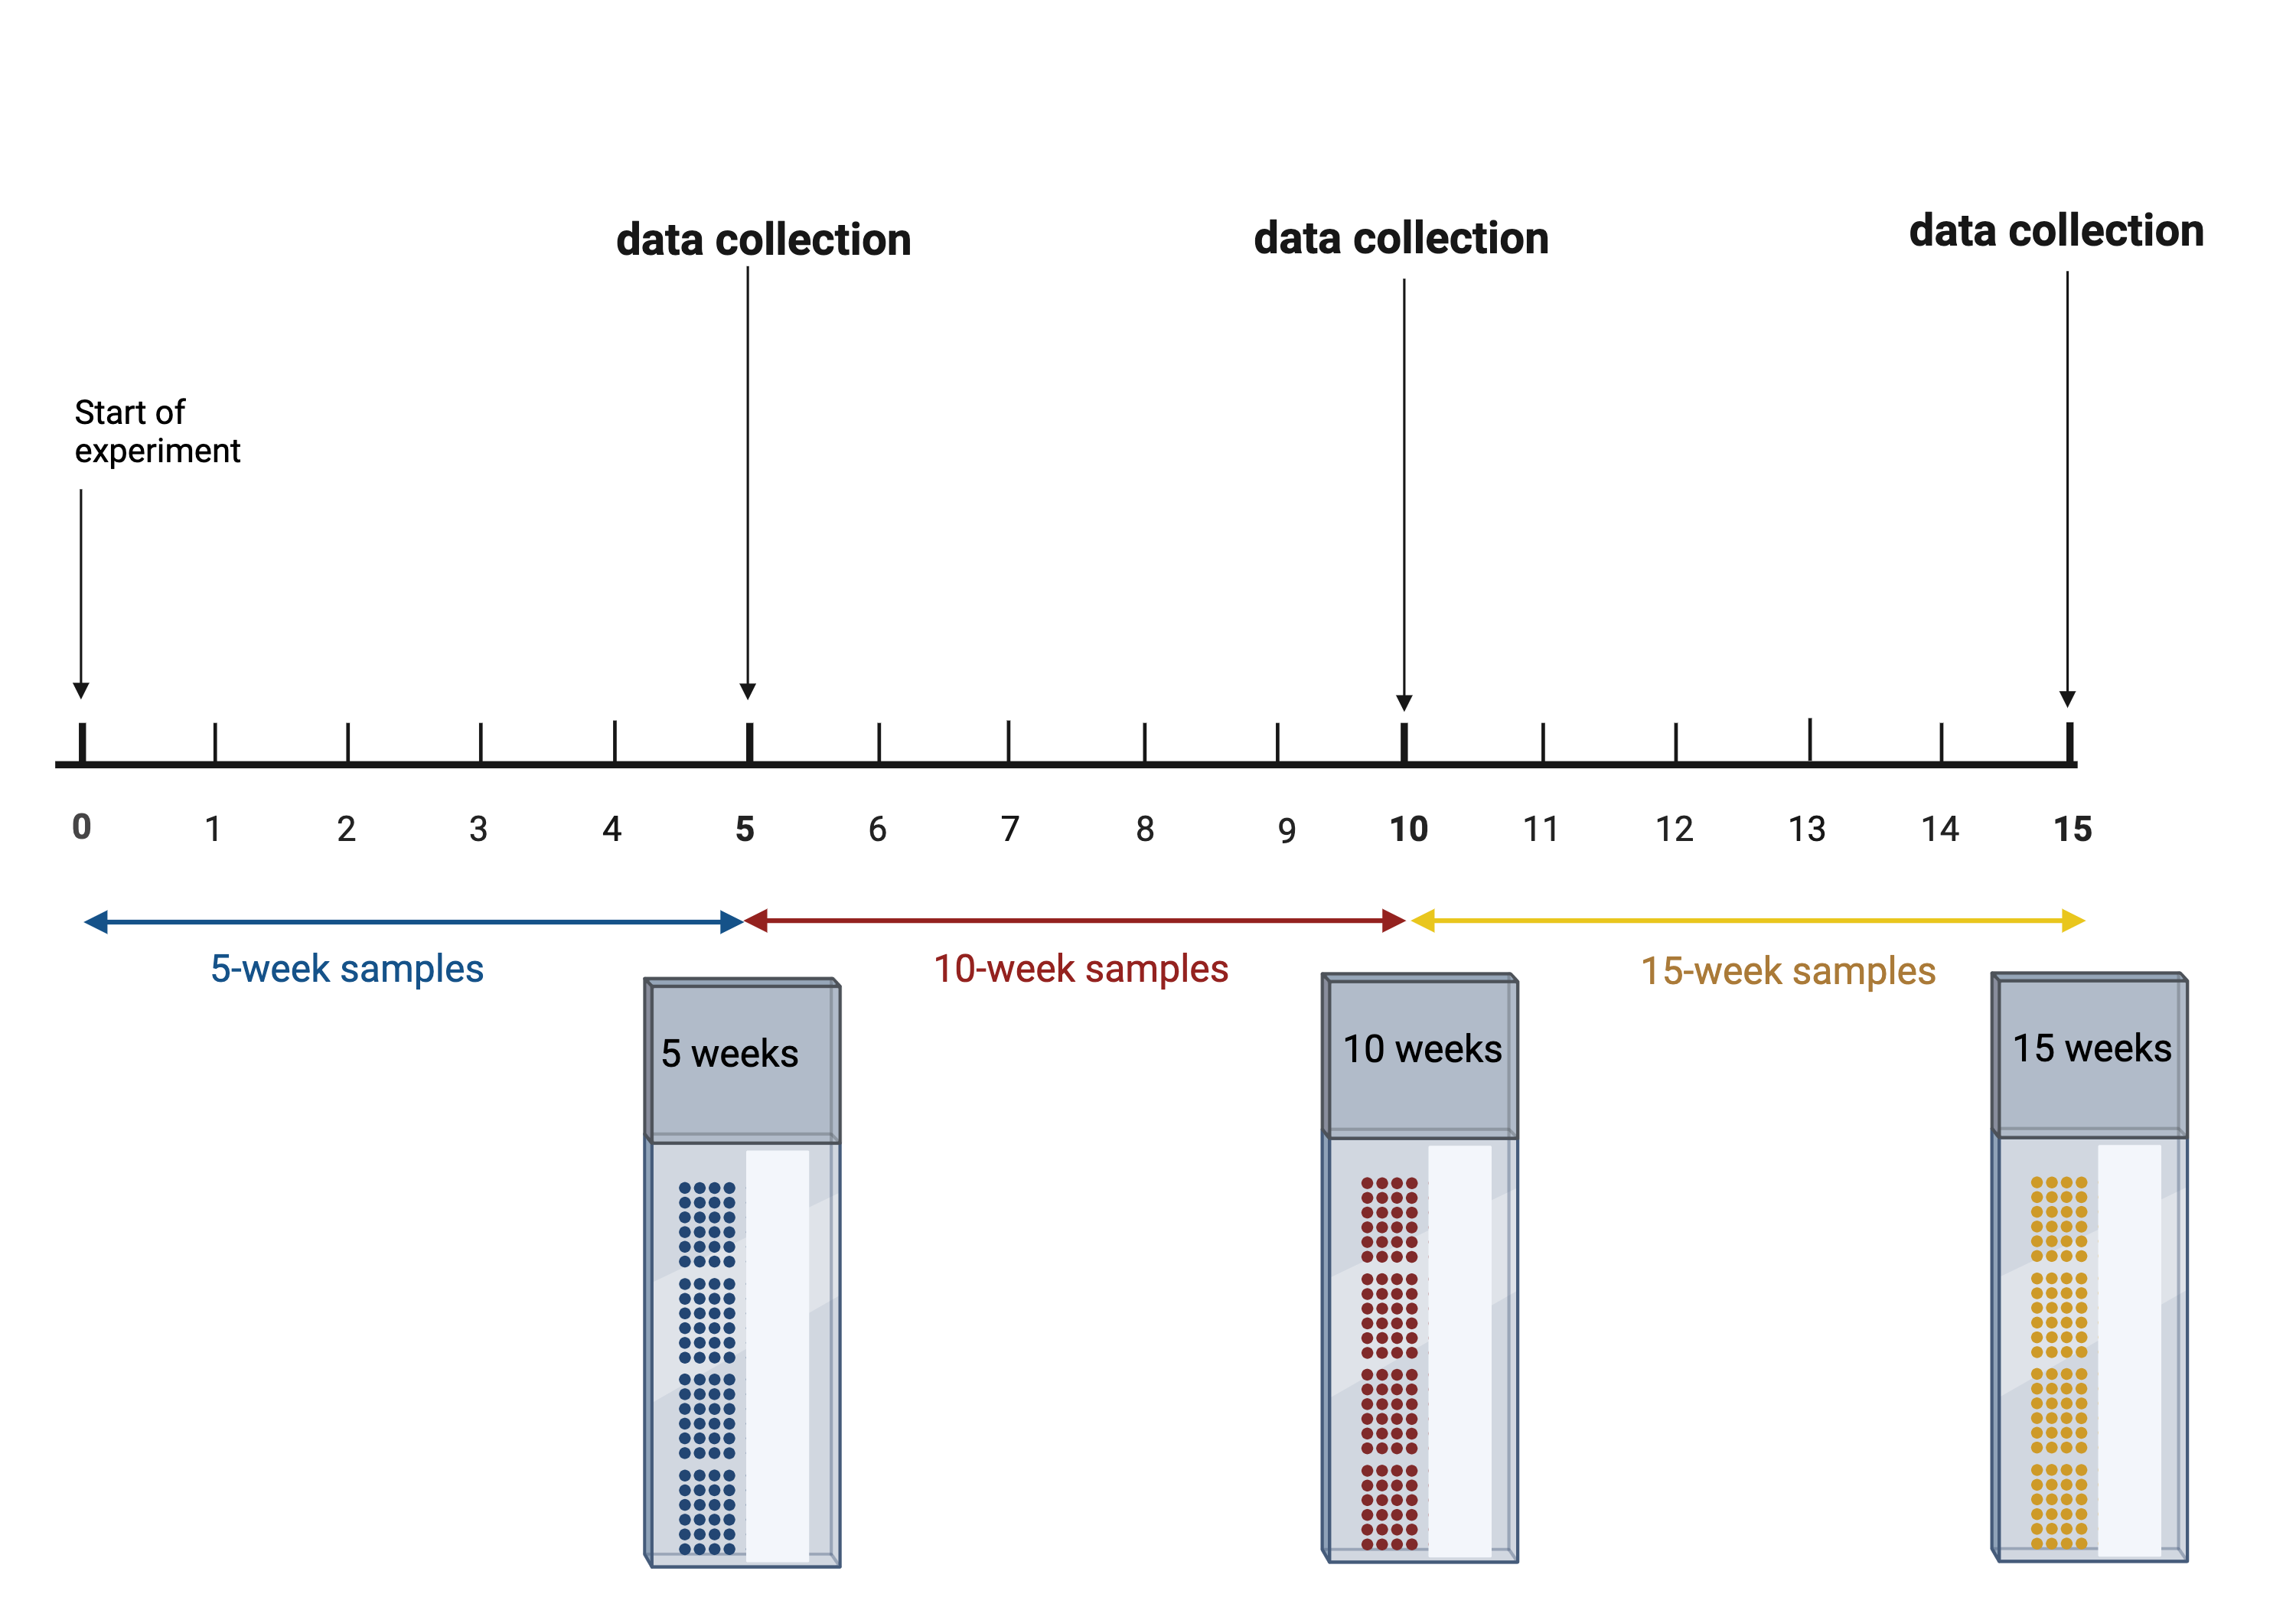 data collection
data collection
data collection
Start of
experiment
0 1 2 3 4 5 6 7 8 9 10 11 12 13 14 15
5-week samples
10-week samples
15-week samples
5 weeks
10 weeks
15 weeks